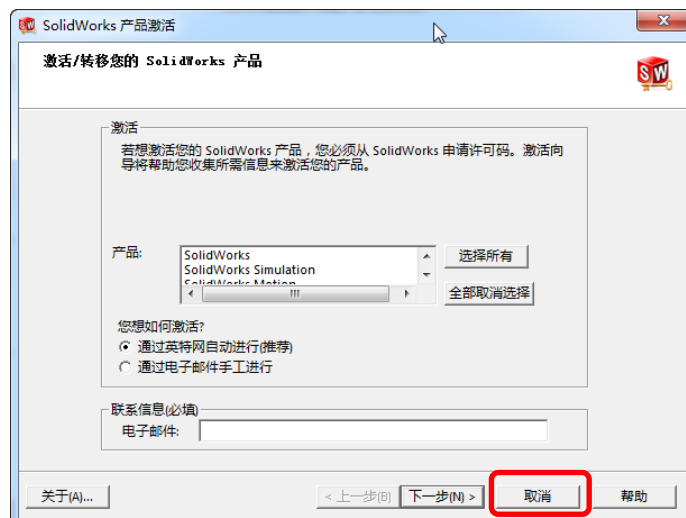 SolidWorks 产品激活
激活/转移您的 SolidWorks 产品
SW
激活
若想激活您的 SolidWorks 产品，您必须从 SolidWorks 申请许可码。激活向
导将帮助您收集所需信息来激活您的产品。
产品:
SolidWorks
SolidWorks Simulation
SolidWorks Motion
选择所有
全部取消选择
您想如何激活?
通过英特网自动进行(推荐)
通过电子邮件手工进行
联系信息(必填)
电子邮件:
关于(A)... < 上一步(B) 下一步(N) > 取消 帮助